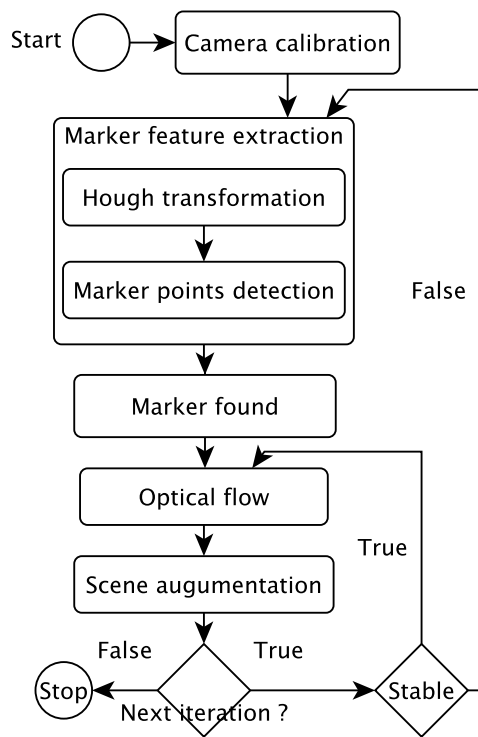 Start
Camera calibration
Marker feature extraction
Hough transformation
Marker points detection
False
Marker found
Optical flow
True
Scene augumentation
False
True
Stop
Stable
Next iteration ?